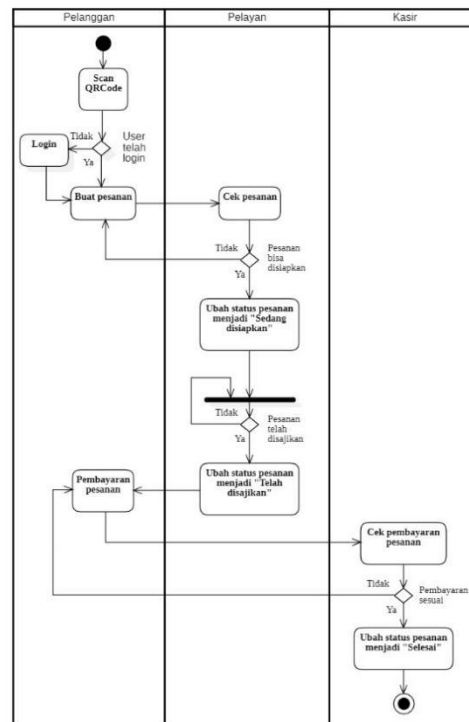 Pelanggan
Pelayan
Kasir
Scan
QRCode
Login
Tidak
Ya
User
telah
login
Buat pesanan
Cek pesanan
Tidak
Ya
Pesanan
bisa
disiapkan
Ubah status pesanan
menjadi "Sedang
disiapkan"
Tidak
Ya
Pesanan
telah
disajikan
Ubah status pesanan
menjadi "Telah
disajikan"
Pembayaran
pesanan
Cek pembayaran
pesanan
Tidak
Ya
Pembayaran
sesuai
Ubah status pesanan
menjadi "Selesai"